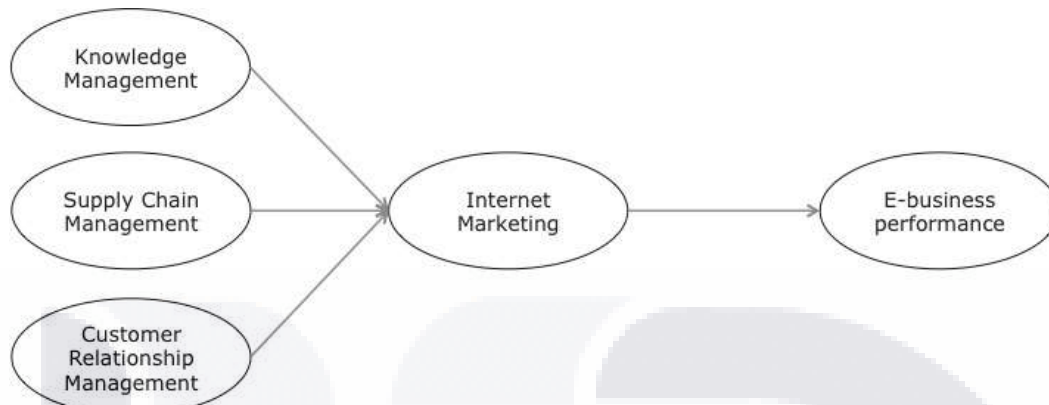 Knowledge
Management
Supply Chain
Management
Customer
Relationship
Management
Internet
Marketing
E-business
performance